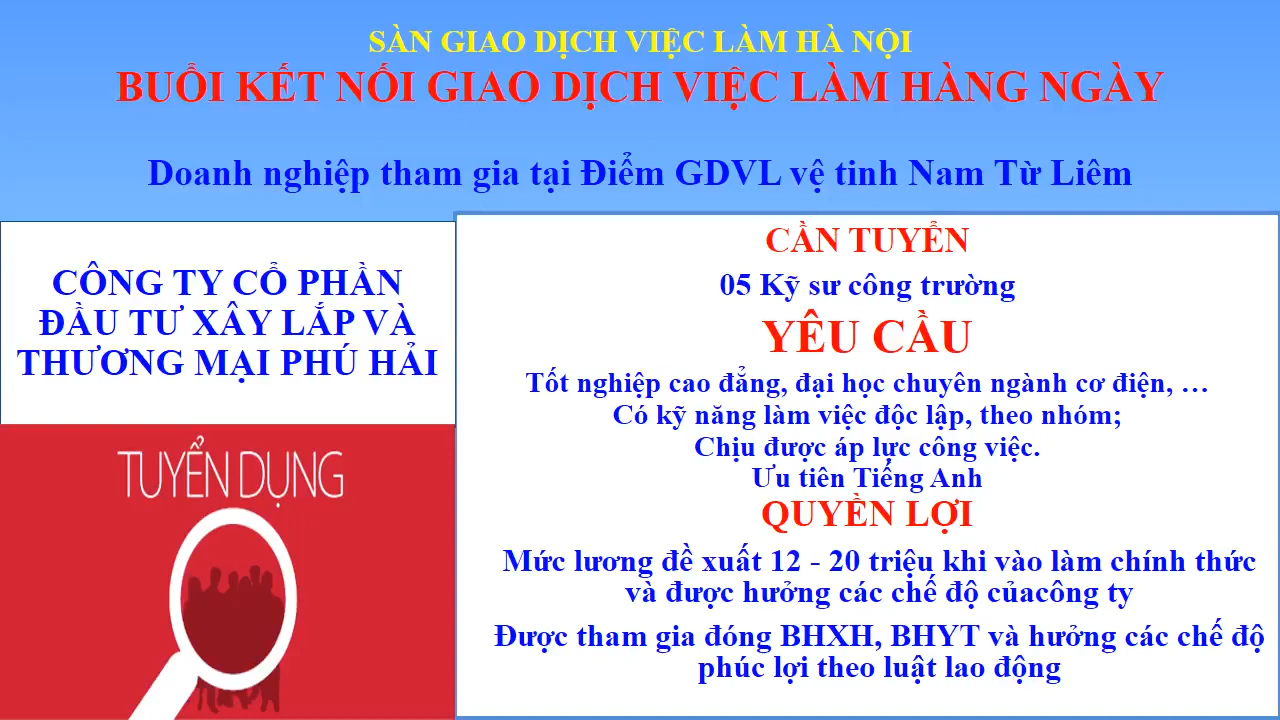 SÀN GIAO DỊCH VIỆC LÀM HÀ NỘI
BUỔI KẾT NỐI GIAO DỊCH VIỆC LÀM HÀNG NGÀY
Doanh nghiệp tham gia tại Điểm GDVL vệ tinh Nam Từ Liêm
CÔNG TY CỔ PHẦN
ĐẦU TƯ XÂY LẮP VÀ
THƯƠNG MẠI PHÚ HẢI
TUYỂN DỤNG
CẦN TUYỂN
05 Kỹ sư công trường
YÊU CẦU
Tốt nghiệp cao đẳng, đại học chuyên ngành cơ điện, …
Có kỹ năng làm việc độc lập, theo nhóm;
Chịu được áp lực công việc.
Ưu tiên Tiếng Anh
QUYỀN LỢI
Mức lương đề xuất 12 - 20 triệu khi vào làm chính thức
và được hưởng các chế độ củacông ty
Được tham gia đóng BHXH, BHYT và hưởng các chế độ
phúc lợi theo luật lao động